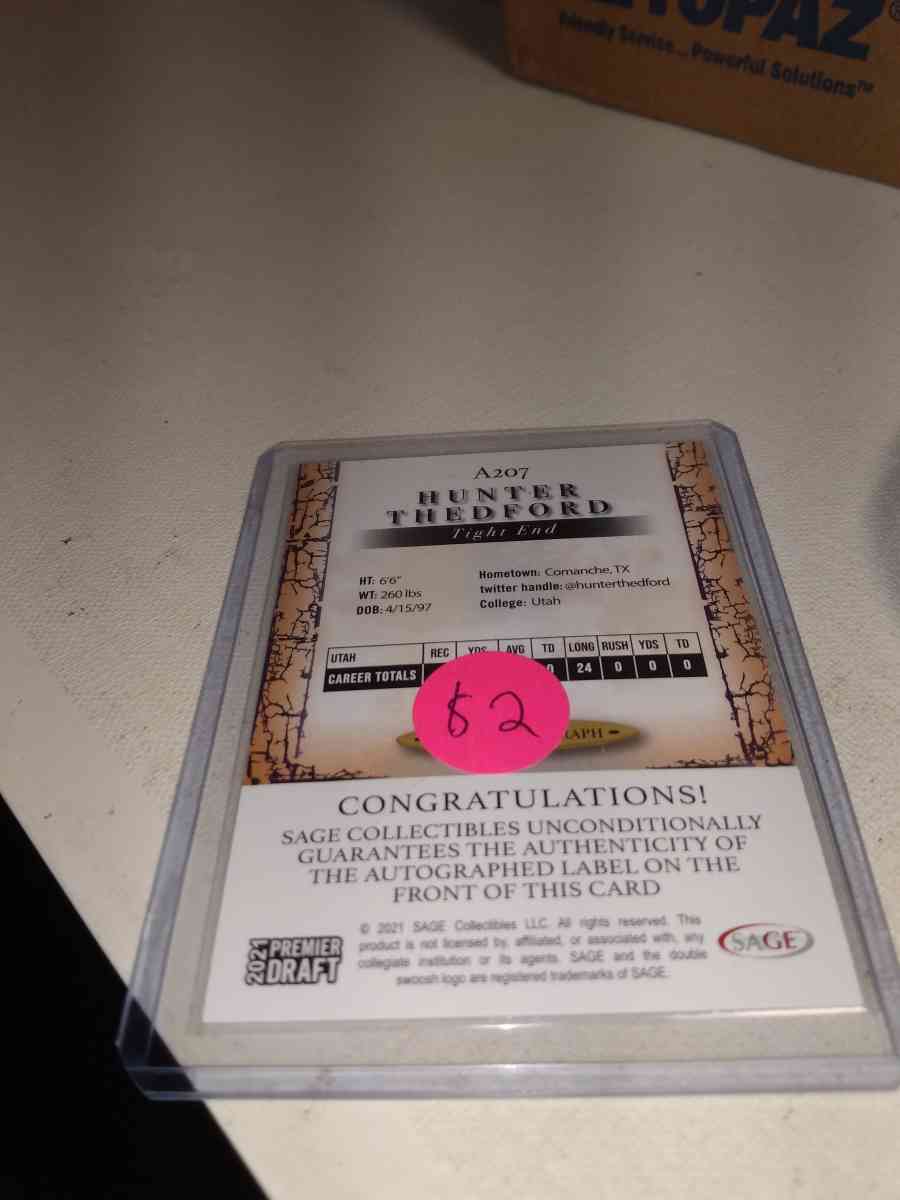 TOPAZ
Friendly Service... Powerful Solutions™
A207
HUNTER
THEDFORD
Tight End
HT: 6'6"
WT: 260 lbs
DOB: 4/15/97
Hometown: Comanche, TX
twitter handle: @hunterthedford
College: Utah
UTAH REC YDS AVG TD LONG RUSH YDS TD
CAREER TOTALS 0 24 0 0 0
$2
CONGRATULATIONS!
SAGE COLLECTIBLES UNCONDITIONALLY
GUARANTEES THE AUTHENTICITY OF
THE AUTOGRAPHED LABEL ON THE
FRONT OF THIS CARD
2021 PREMIER
DRAFT
© 2021 SAGE Collectibles LLC. All rights reserved. This
product is not licensed by, affiliated, or associated with, any
collegiate institution or its agents. SAGE and the double
swoosh logo are registered trademarks of SAGE.
SAGE